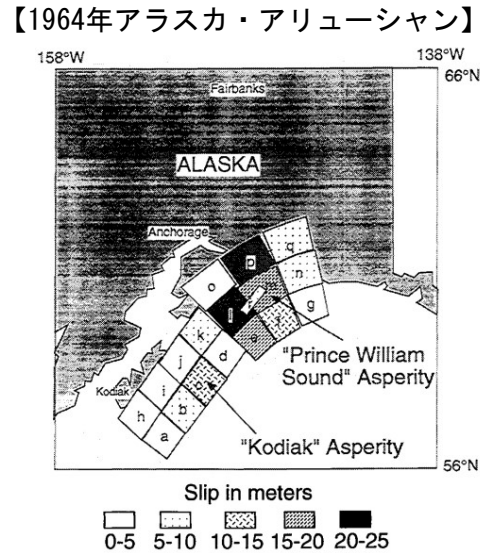 【1964年アラスカ・アリューシャン】
158°W
138°W
66°N
Fairbanks
ALASKA
Anchorage
q
p
n
o
g
l
f
k
e
d
"Prince William
Sound" Asperity
j
c
Kodiak
i
b
h
a
"Kodiak" Asperity
56°N
Slip in meters
0-5 5-10 10-15 15-20 20-25